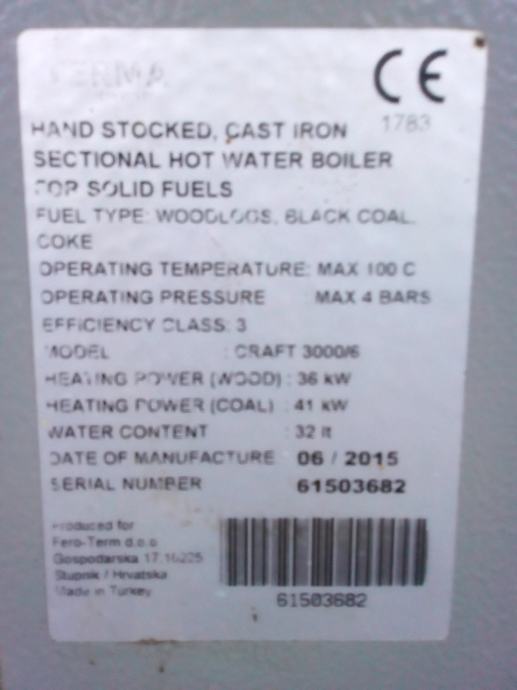 CE
1783
HAND STOCKED, CAST IRON
SECTIONAL HOT WATER BOILER
FOR SOLID FUELS
FUEL TYPE: WOODLOGS, BLACK COAL,
COKE
OPERATING TEMPERATURE: MAX 100 C
OPERATING PRESSURE : MAX 4 BARS
EFFICIENCY CLASS: 3
MODEL : CRAFT 3000/6
HEATING POWER (WOOD) : 36 kW
HEATING POWER (COAL) : 41 kW
WATER CONTENT : 32 lt
DATE OF MANUFACTURE 06 / 2015
SERIAL NUMBER 61503682
Produced for
Fero-Term d.o.o
Gospodarska 17,
Stupnik / Hrvatska
Made in Turkey
61503682